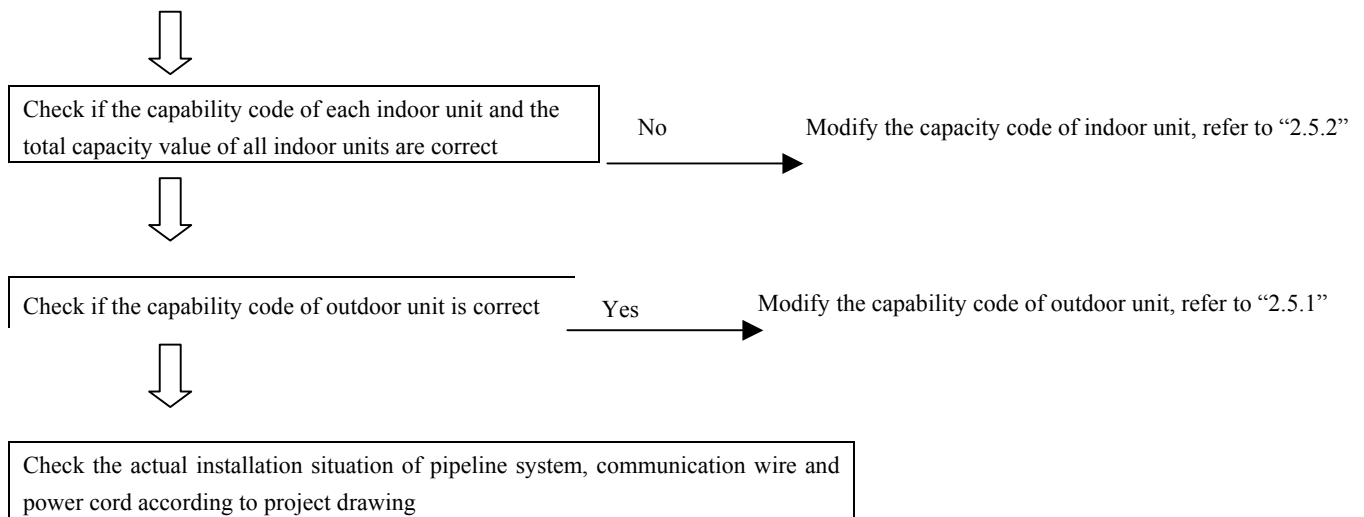 Check if the capability code of each indoor unit and the
total capacity value of all indoor units are correct
No
Modify the capacity code of indoor unit, refer to “2.5.2”
Check if the capability code of outdoor unit is correct
Yes
Modify the capability code of outdoor unit, refer to “2.5.1”
Check the actual installation situation of pipeline system, communication wire and
power cord according to project drawing